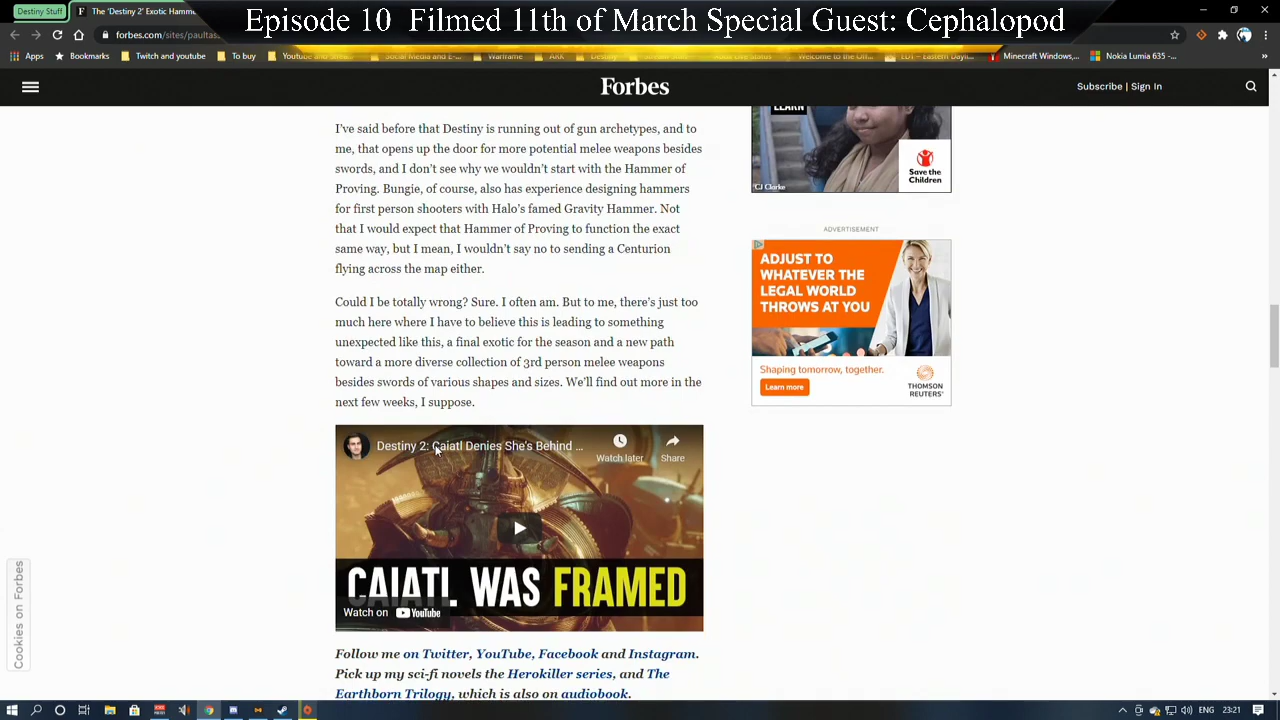 Episode 10 Filmed 11th of March Special Guest: Cephalopod
Destiny Stuff
The 'Destiny 2' Exotic Hamm
forbes.com/sites/paultas
Apps
Bookmarks
Twitch and youtube
To buy
Warframe
ARK
Destiny
Minecraft Windows,...
Nokia Lumia 635 -...
Forbes
Subscribe | Sign In
I've said before that Destiny is running out of gun archetypes, and to
me, that opens up the door for more potential melee weapons besides
swords, and I don't see why we wouldn't start with the Hammer of
Proving. Bungie, of course, also has experience designing hammers
for first person shooters with Halo's famed Gravity Hammer. Not
that I would expect that Hammer of Proving to function the exact
same way, but I mean, I wouldn't say no to sending a Centurion
flying across the map either.
Could I be totally wrong? Sure. I often am. But to me, there's just too
much here where I have to believe this is leading to something
unexpected like this, a final exotic for the season and a new path
toward a more diverse collection of 3rd person melee weapons
besides swords of various shapes and sizes. We'll find out more in the
next few weeks, I suppose.
Destiny 2: Caiatl Denies She's Behind ...
Watch later
Share
CAIATL WAS FRAMED
Watch on YouTube
Follow me on Twitter, YouTube, Facebook and Instagram.
Pick up my sci-fi novels the Herokiller series, and The
Earthborn Trilogy, which is also on audiobook.
LEARN
CJ Clarke
Save the
Children
ADVERTISEMENT
ADJUST TO
WHATEVER THE
LEGAL WORLD
THROWS AT YOU
Shaping tomorrow, together.
Learn more
THOMSON
REUTERS
Cookies on Forbes
ENG
23:21